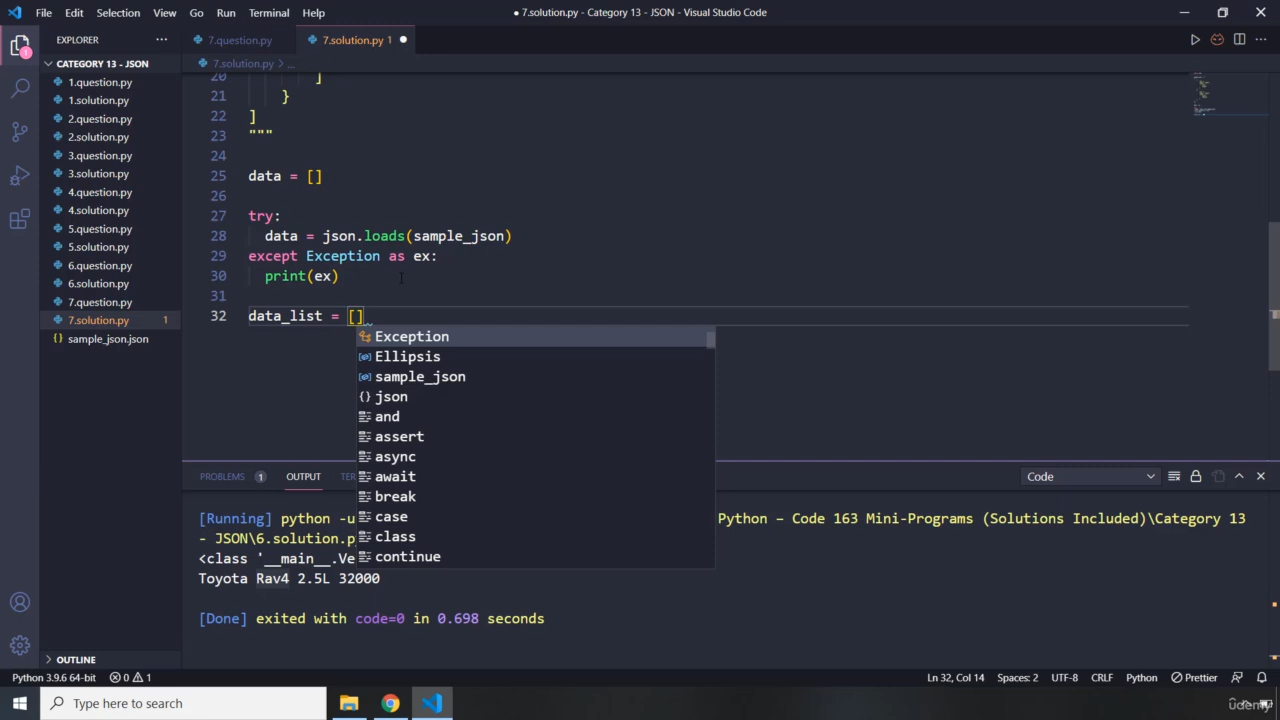 File Edit Selection View Go Run Terminal Help
● 7.solution.py - Category 13 - JSON - Visual Studio Code
EXPLORER
7.question.py
7.solution.py 1
CATEGORY 13 - JSON
7.solution.py > ...
1.question.py
1.solution.py
2.question.py
2.solution.py
3.question.py
3.solution.py
4.question.py
4.solution.py
5.question.py
5.solution.py
6.question.py
6.solution.py
7.question.py
7.solution.py 1
sample_json.json
OUTLINE
20 ]
21 }
22 ]
23 """
24
25 data = []
26
27 try:
28 data = json.loads(sample_json)
29 except Exception as ex:
30 print(ex)
31
32 data_list = []
Exception
Ellipsis
sample_json
json
and
assert
async
await
break
case
class
continue
PROBLEMS 1 OUTPUT TER
Code
[Running] python -u
Python – Code 163 Mini-Programs (Solutions Included)\Category 13
- JSON\6.solution.p
<class '__main__.Ve
Toyota Rav4 2.5L 32000
[Done] exited with code=0 in 0.698 seconds
Python 3.9.6 64-bit 0 1
Ln 32, Col 14 Spaces: 2 UTF-8 CRLF Python Prettier
Type here to search
udemy